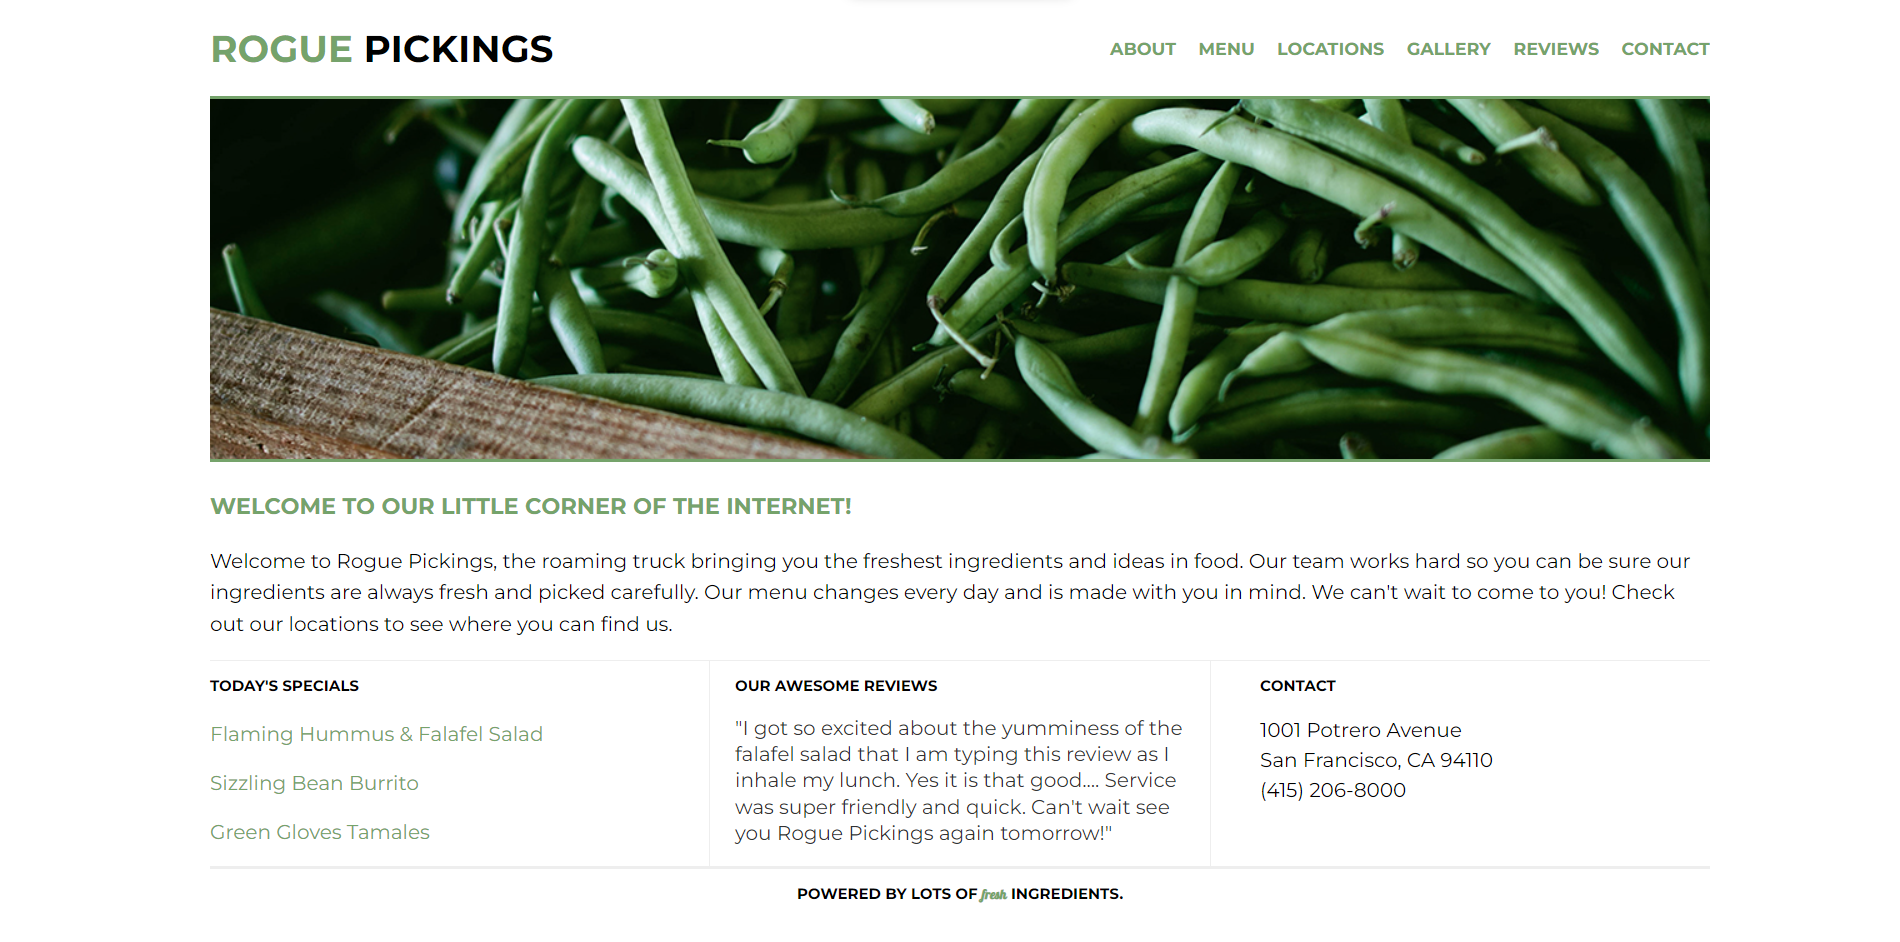 ROGUE PICKINGS
ABOUT MENU LOCATIONS GALLERY REVIEWS CONTACT
WELCOME TO OUR LITTLE CORNER OF THE INTERNET!
Welcome to Rogue Pickings, the roaming truck bringing you the freshest ingredients and ideas in food. Our team works hard so you can be sure our
ingredients are always fresh and picked carefully. Our menu changes every day and is made with you in mind. We can't wait to come to you! Check
out our locations to see where you can find us.
TODAY'S SPECIALS
Flaming Hummus & Falafel Salad
Sizzling Bean Burrito
Green Gloves Tamales
OUR AWESOME REVIEWS
"I got so excited about the yumminess of the
falafel salad that I am typing this review as I
inhale my lunch. Yes it is that good.... Service
was super friendly and quick. Can't wait see
you Rogue Pickings again tomorrow!"
CONTACT
1001 Potrero Avenue
San Francisco, CA 94110
(415) 206-8000
POWERED BY LOTS OF fresh INGREDIENTS.